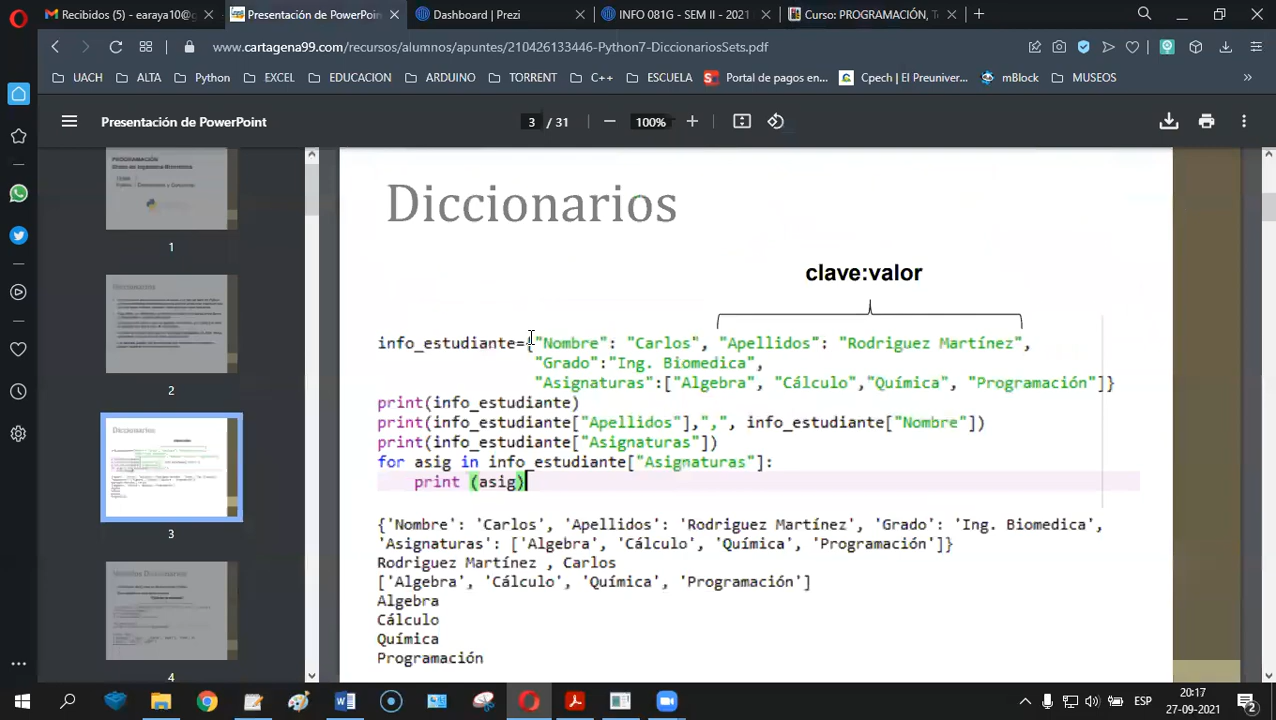 Recibidos (5) - earaya10@g
Presentación de PowerPoint
Dashboard | Prezi
INFO 081G - SEM II - 2021
Curso: PROGRAMACIÓN, T
www.cartagena99.com/recursos/alumnos/apuntes/210426133446-Python7-DiccionariosSets.pdf
UACH
ALTA
Python
EXCEL
EDUCACION
ARDUINO
TORRENT
C++
ESCUELA
Portal de pagos en...
Cpech | El Preuniver...
mBlock
MUSEOS
Presentación de PowerPoint
3 / 31
100%
PROGRAMACIÓN
1
2
Diccionarios
3
4
Diccionarios
clave:valor
info_estudiante={"Nombre": "Carlos", "Apellidos": "Rodriguez Martínez",
"Grado":"Ing. Biomedica",
"Asignaturas":["Algebra", "Cálculo","Química", "Programación"]}
print(info_estudiante)
print(info_estudiante["Apellidos"],",", info_estudiante["Nombre"])
print(info_estudiante["Asignaturas"])
for asig in info_estudiante["Asignaturas"]:
print (asig)
{'Nombre': 'Carlos', 'Apellidos': 'Rodriguez Martínez', 'Grado': 'Ing. Biomedica',
'Asignaturas': ['Algebra', 'Cálculo', 'Química', 'Programación']}
Rodriguez Martínez , Carlos
['Algebra', 'Cálculo', 'Química', 'Programación']
Algebra
Cálculo
Química
Programación
ESP
20:17
27-09-2021
2